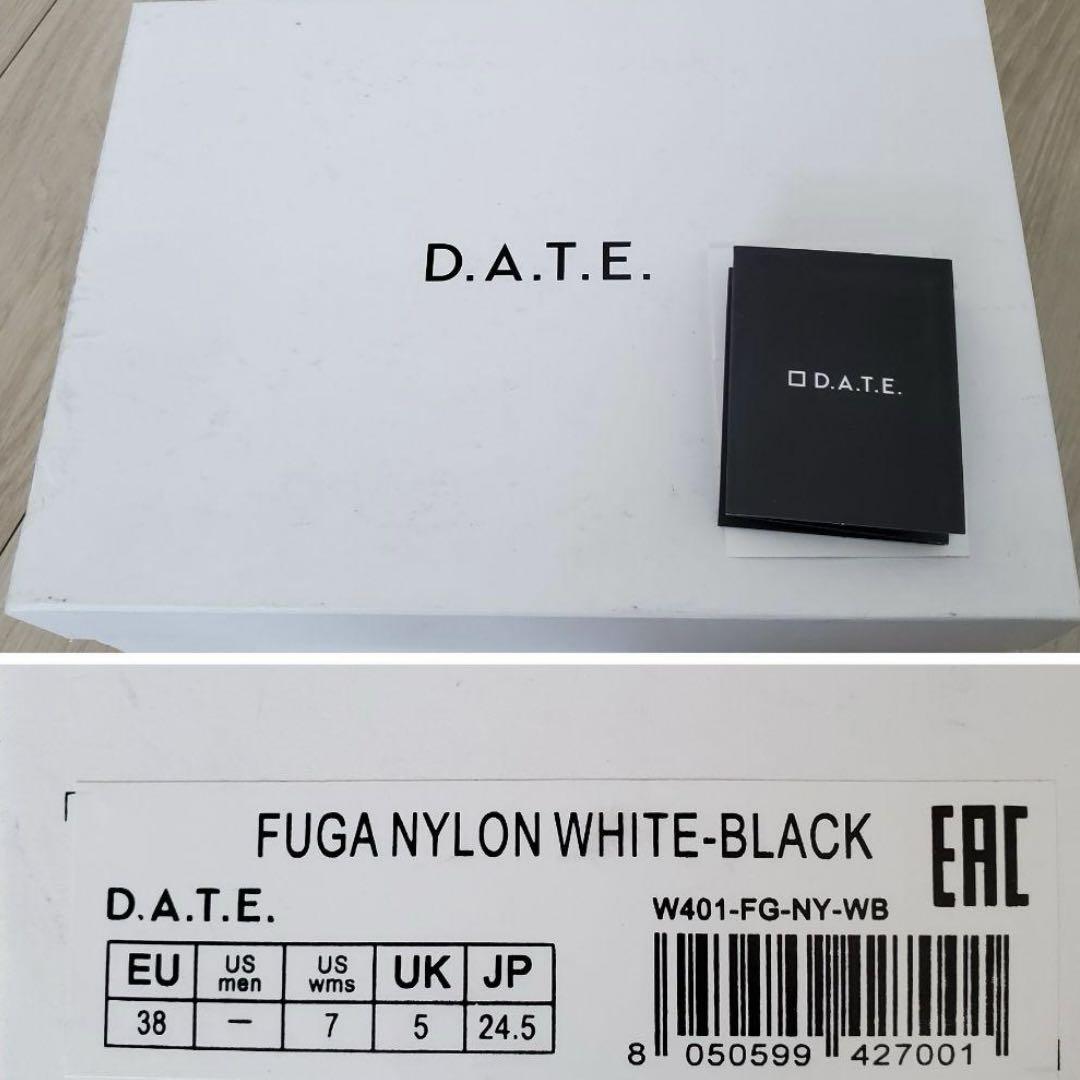 D.A.T.E.
D.A.T.E.
FUGA NYLON WHITE-BLACK
EAC
D.A.T.E.
W401-FG-NY-WB
EU US men US wms UK JP
38 – 7 5 24.5
8 050599 427001